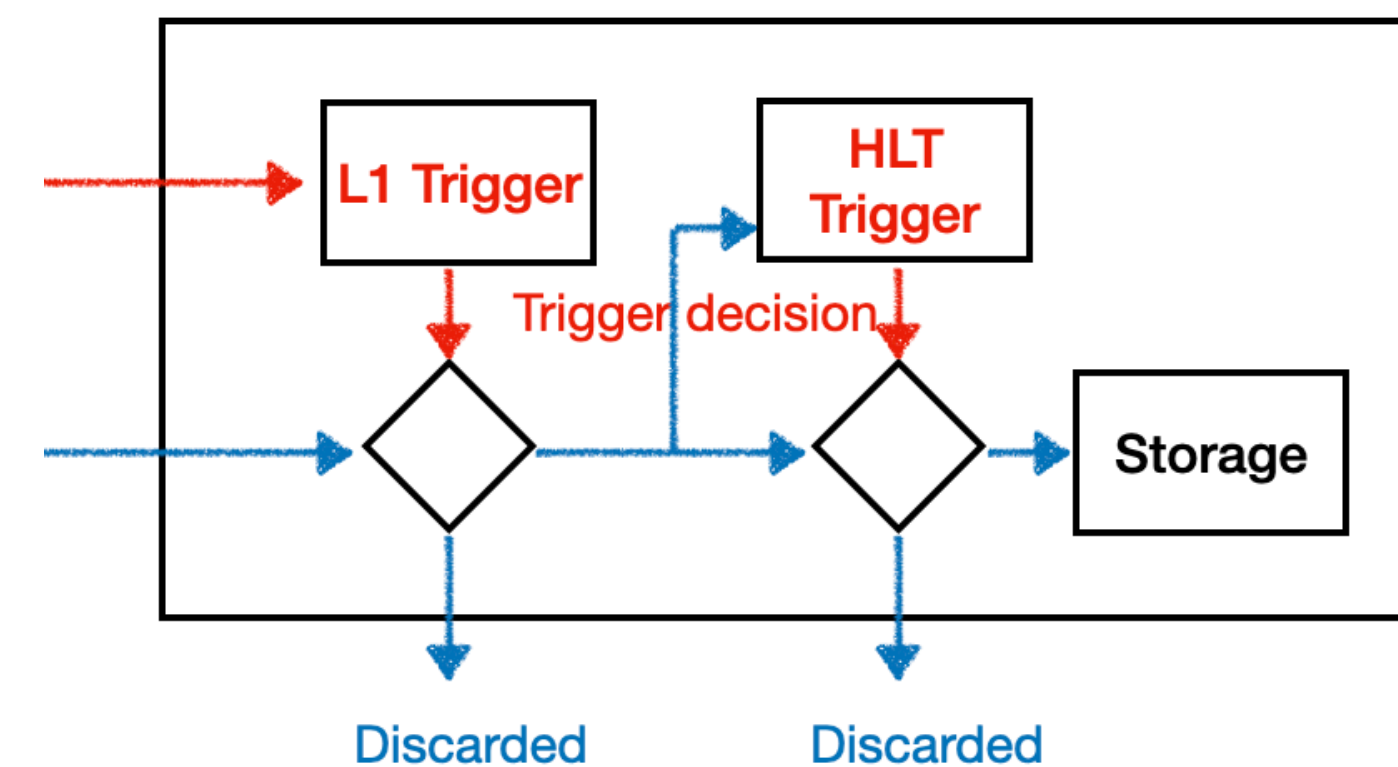 L1 Trigger
HLT
Trigger
Trigger decision
Storage
Discarded
Discarded